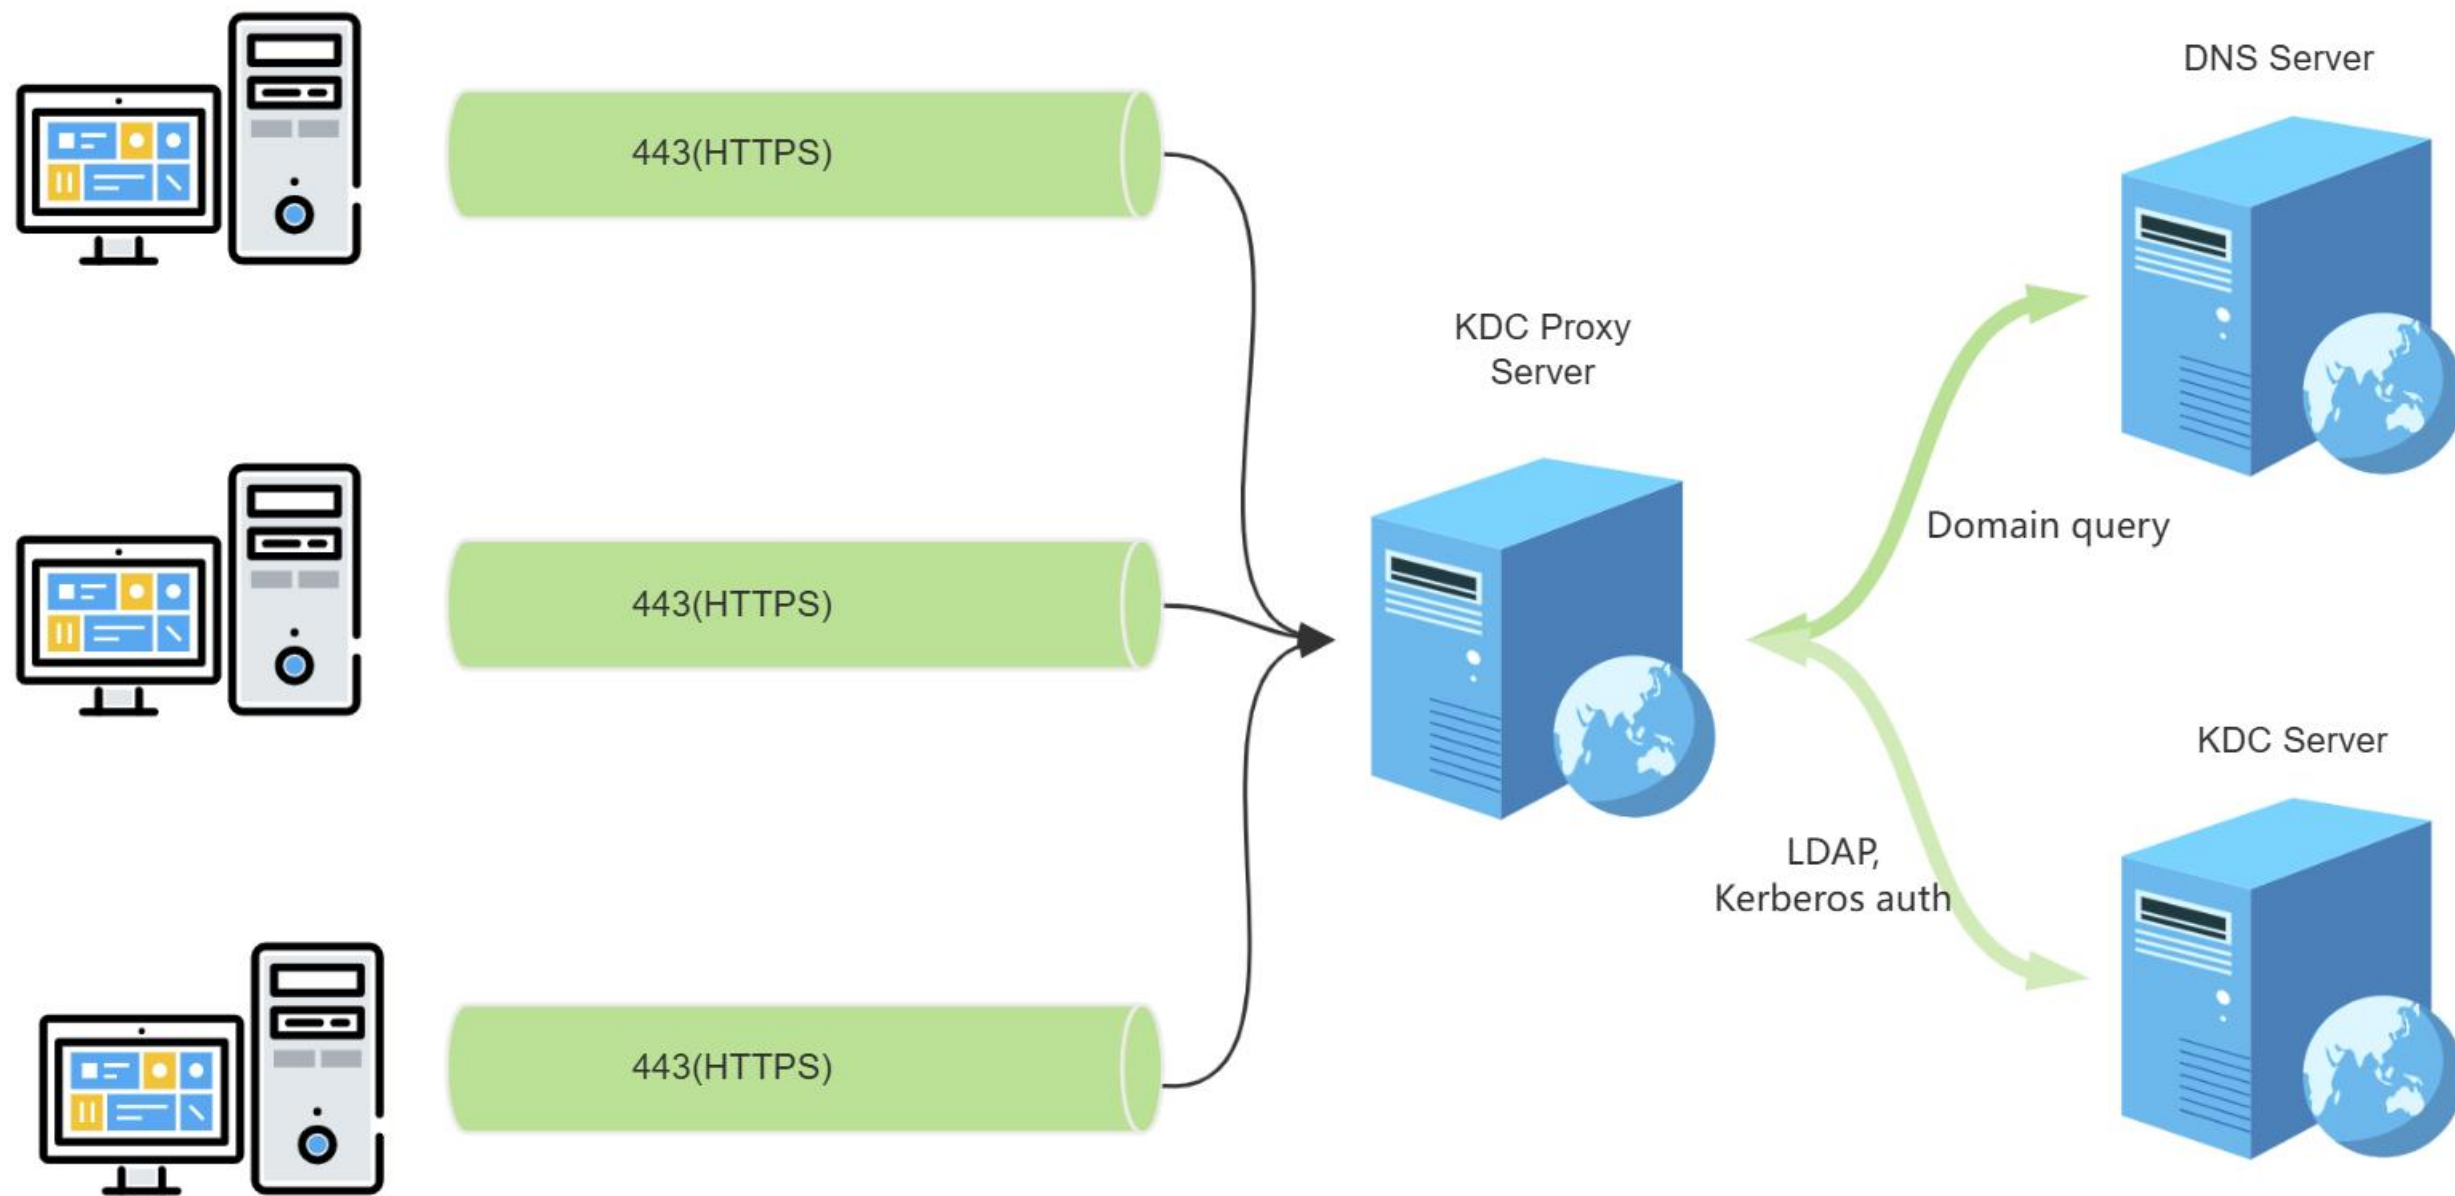 DNS Server
443(HTTPS)
KDC Proxy
Server
Domain query
443(HTTPS)
KDC Server
LDAP,
Kerberos auth
443(HTTPS)